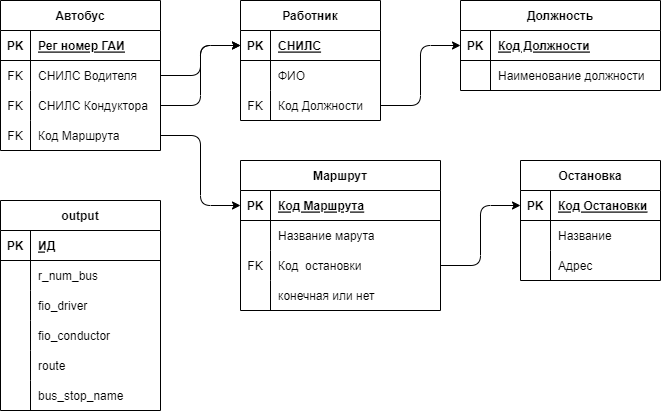 Автобус
PK Рег номер ГАИ
FK СНИЛС Водителя
FK СНИЛС Кондуктора
FK Код Маршрута
Работник
PK СНИЛС
ФИО
FK Код Должности
Должность
PK Код Должности
Наименование должности
Маршрут
PK Код Маршрута
Название марута
FK Код остановки
конечная или нет
Остановка
PK Код Остановки
Название
Адрес
output
PK ИД
r_num_bus
fio_driver
fio_conductor
route
bus_stop_name